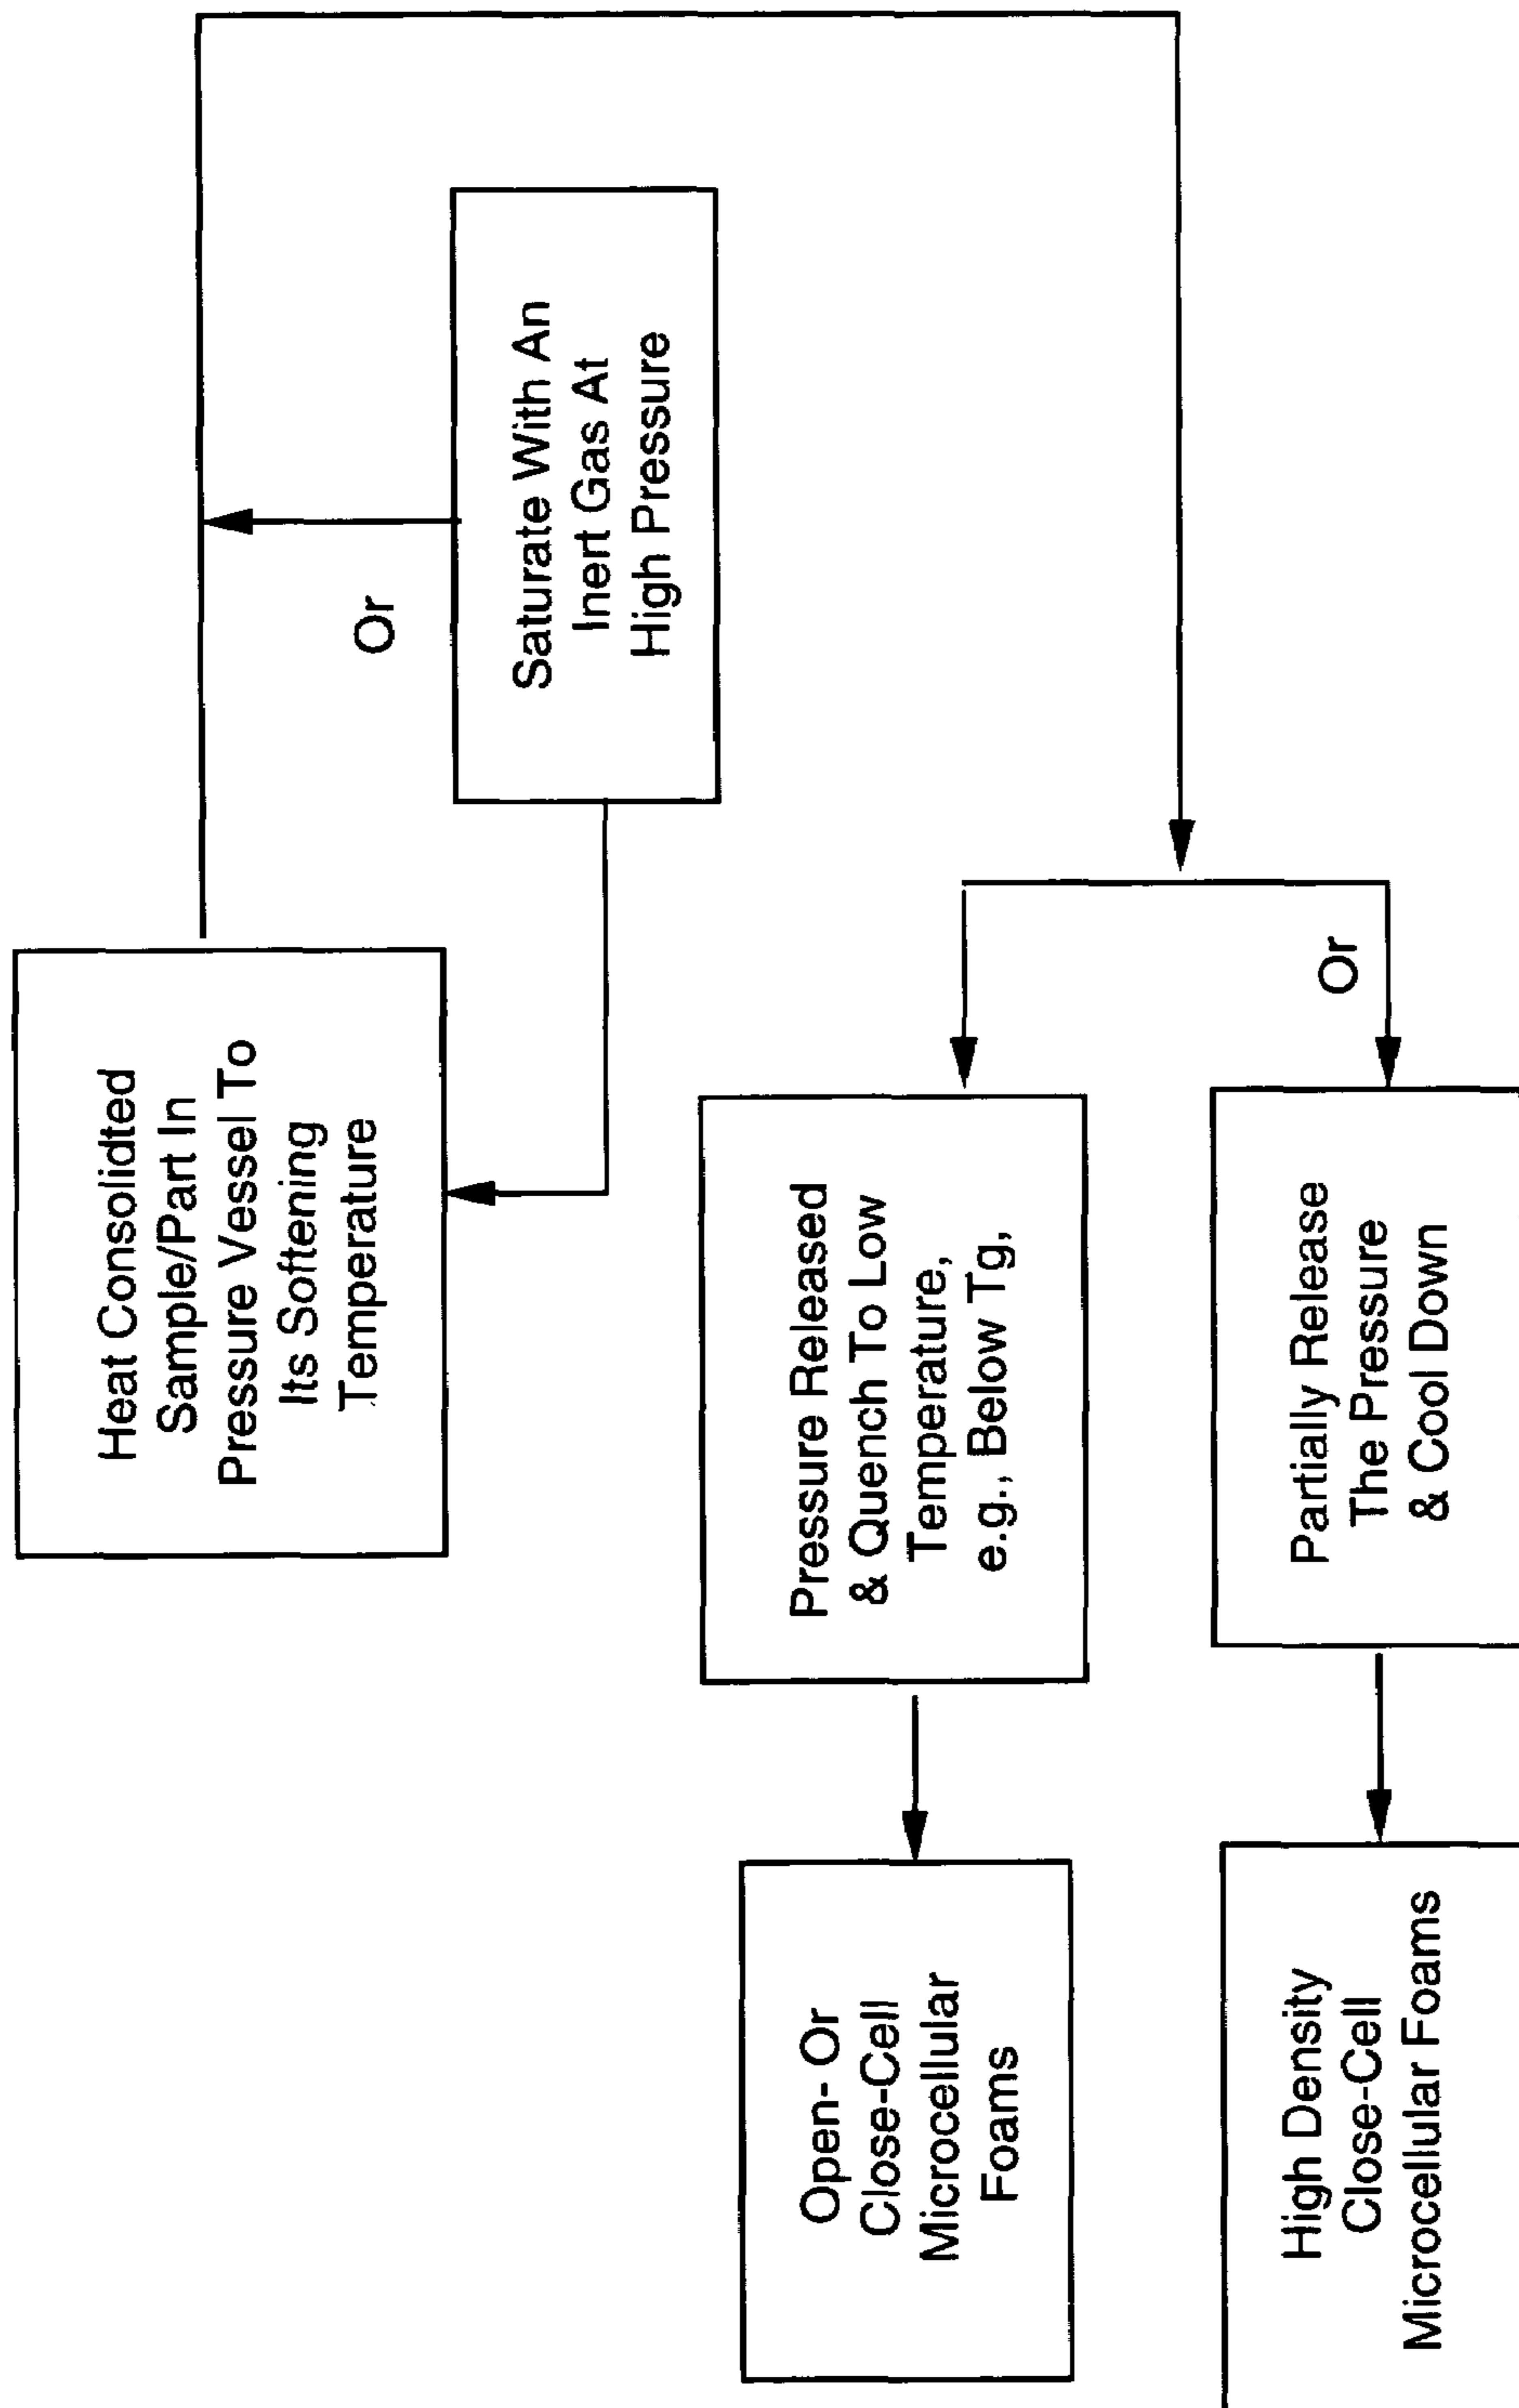 Heat Consolidted
Sample/Part In
Pressure Vessel To
Its Softening
Temperature
Or
Saturate With An
Inert Gas At
High Pressure
Pressure Released
& Quench To Low
Temperature,
e.g., Below Tg,
Or
Partially Release
The Pressure
& Cool Down
Open- Or
Close-Cell
Microcellular
Foams
High Density
Close-Cell
Microcellular Foams